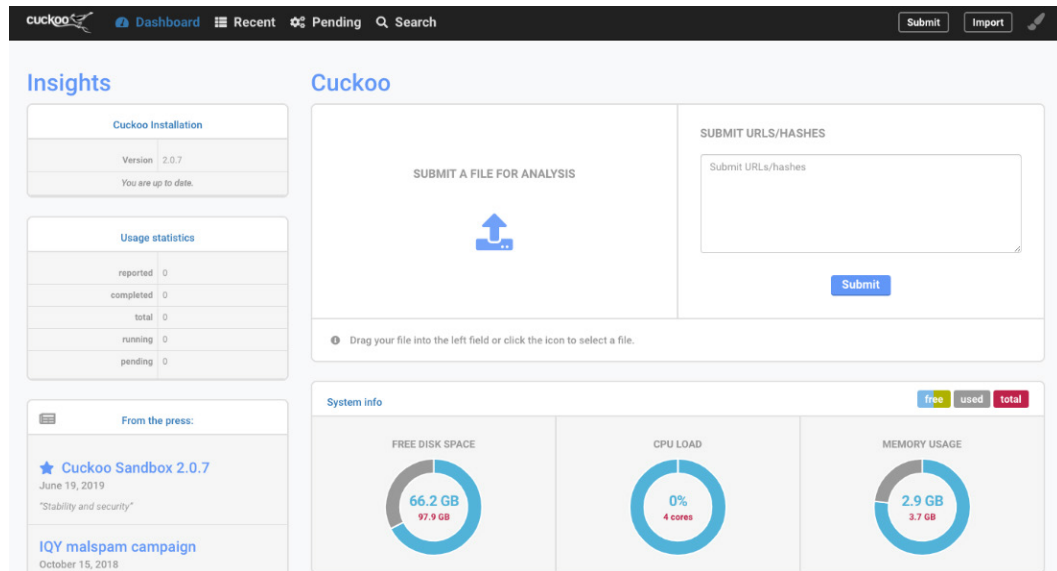 cuckoo Dashboard Recent Pending Search Submit Import
Insights
Cuckoo Installation
Version 2.0.7
You are up to date.
Usage statistics
reported 0
completed 0
total 0
running 0
pending 0
From the press:
Cuckoo Sandbox 2.0.7
June 19, 2019
"Stability and security"
IQY malspam campaign
October 15, 2018
Cuckoo
SUBMIT A FILE FOR ANALYSIS
SUBMIT URLS/HASHES
Submit URLs/hashes
Submit
Drag your file into the left field or click the icon to select a file.
System info free used total
FREE DISK SPACE
66.2 GB
97.9 GB
CPU LOAD
0%
4 cores
MEMORY USAGE
2.9 GB
3.7 GB